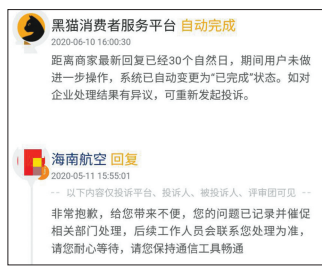 黑猫消费者服务平台 自动完成
2020-06-10 16:00:30
距离商家最新回复已经30个自然日，期间用户未做
进一步操作，系统已自动变更为“已完成”状态。如对
企业处理结果有异议，可重新发起投诉。
海南航空 回复
2020-05-11 15:55:01
-- 以下内容仅投诉平台、投诉人、被投诉人、评审团可见 --
非常抱歉，给您带来不便，您的问题已记录并催促
相关部门处理，后续工作人员会联系您处理为准，
请您耐心等待，请您保持通信工具畅通